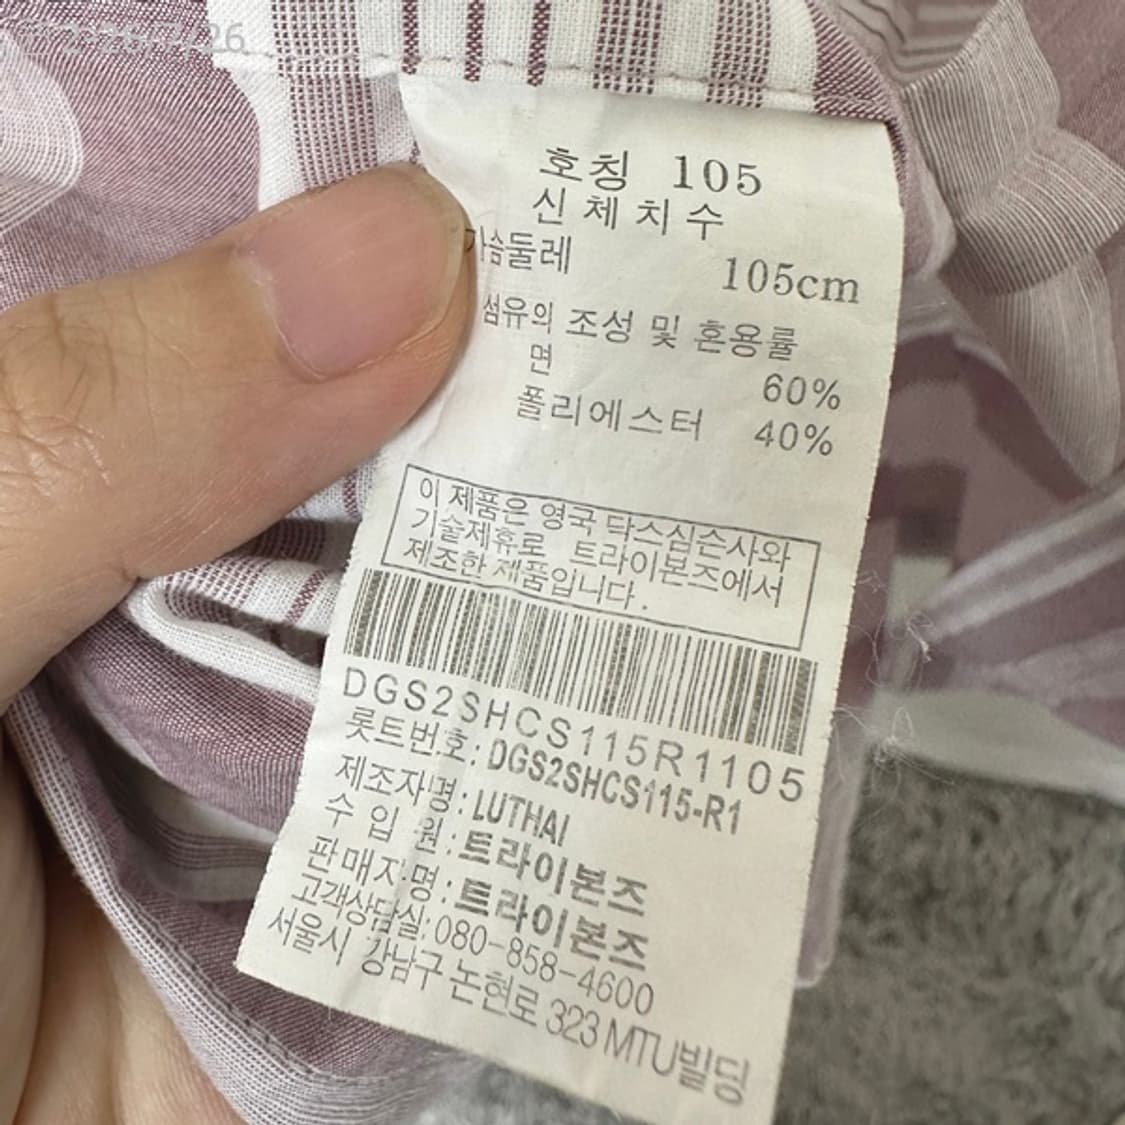 호칭 105
신체치수
가슴둘레 105cm
섬유의 조성 및 혼용률
면 60%
폴리에스터 40%
이 제품은 영국 닥스심슨사와
기술제휴로 트라이본즈에서
제조한 제품입니다.
DGS2SHCS115R1105
롯트번호: DGS2SHCS115-R1
제조자명: LUTHAI
수 입 원: 트라이본즈
판매자명: 트라이본즈
고객상담실: 080-858-4600
서울시 강남구 논현로 323 MTU빌딩